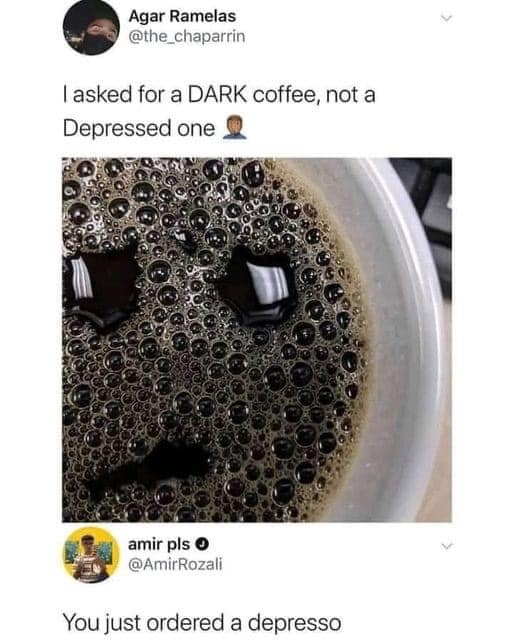 Agar Ramelas
@the_chaparrin
I asked for a DARK coffee, not a
Depressed one 🤦🏾‍♂️
amir pls
@AmirRozali
You just ordered a depresso